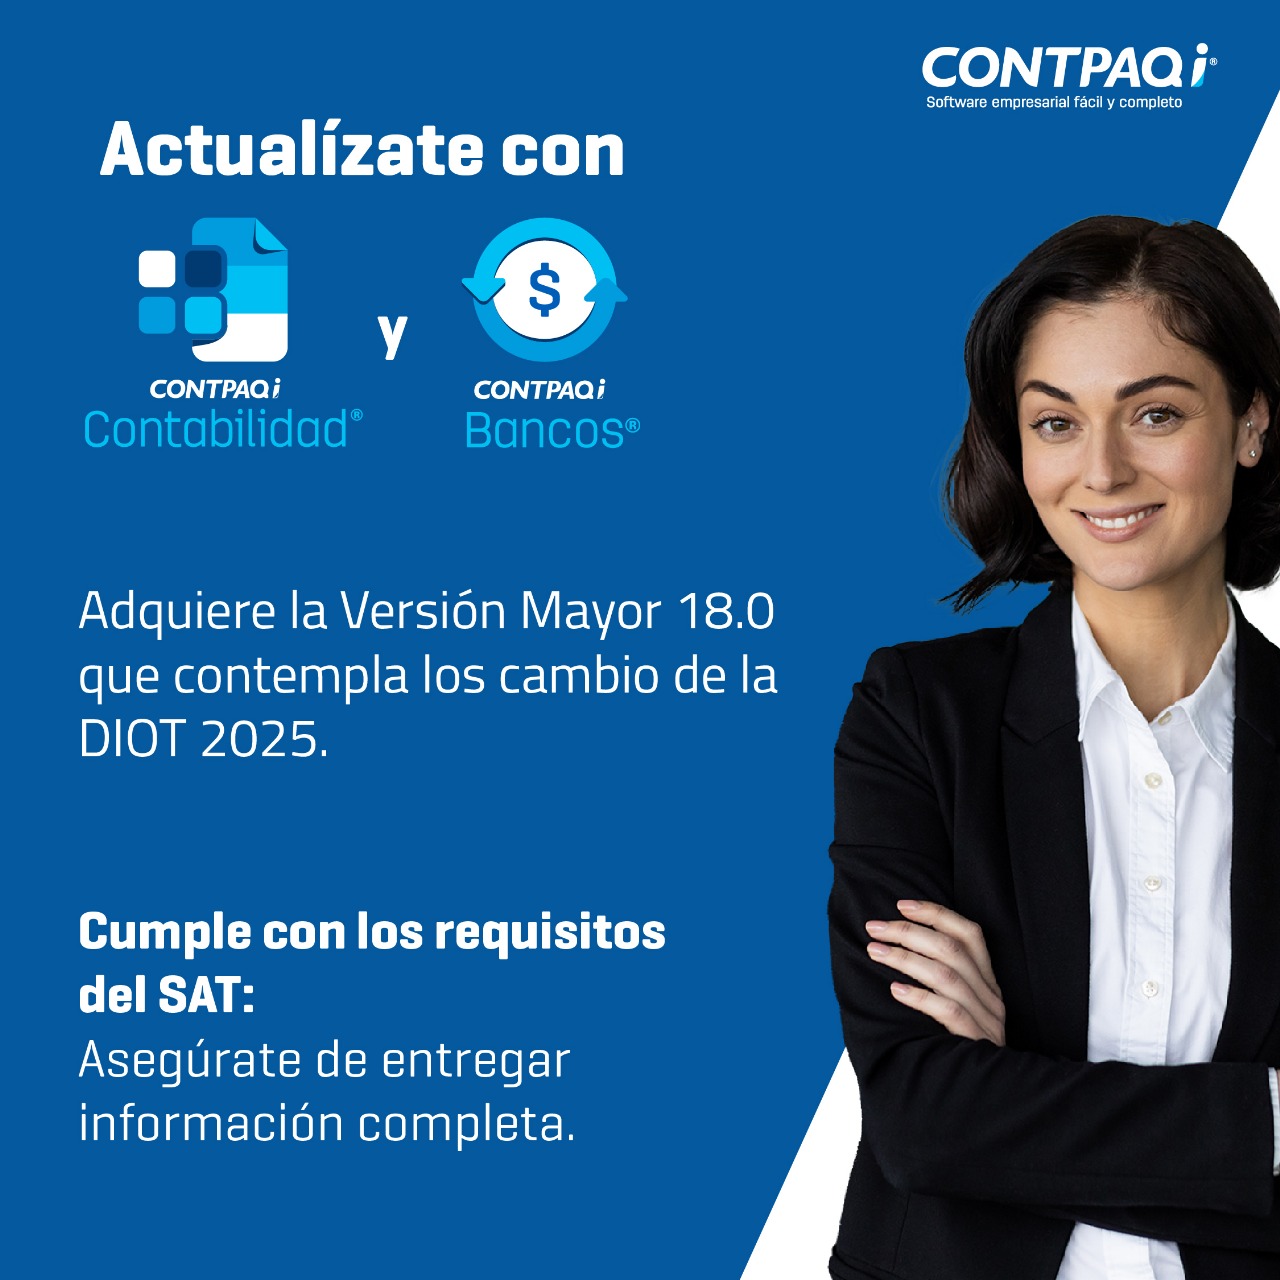 CONTPAQi®
Software empresarial fácil y completo
Actualízate con
$
y
CONTPAQi
Contabilidad®
CONTPAQi
Bancos®
Adquiere la Versión Mayor 18.0
que contempla los cambio de la
DIOT 2025.
Cumple con los requisitos
del SAT:
Asegúrate de entregar
información completa.